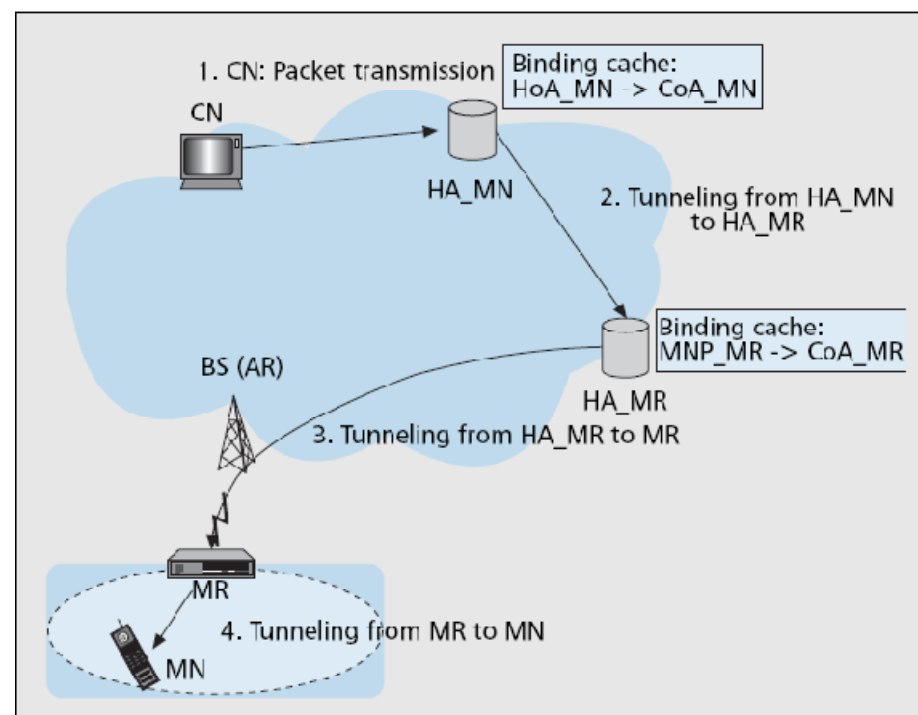 1. CN: Packet transmission
Binding cache:
HoA_MN -> CoA_MN
CN
HA_MN
2. Tunneling from HA_MN
to HA_MR
Binding cache:
MNP_MR -> CoA_MR
BS (AR)
HA_MR
3. Tunneling from HA_MR to MR
MR
4. Tunneling from MR to MN
MN